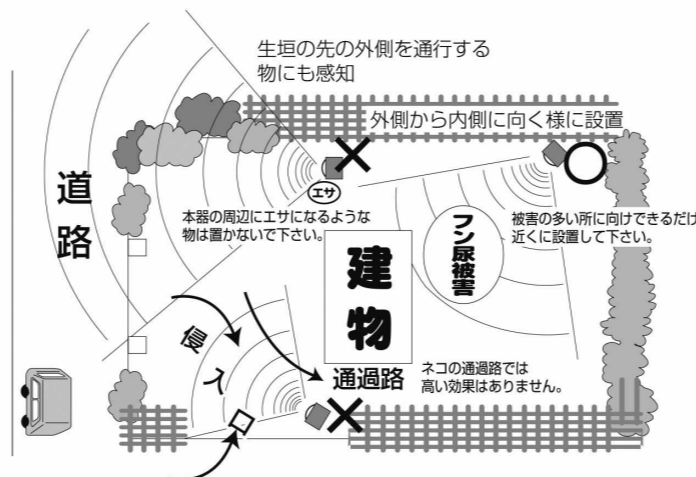 生垣の先の外側を通行する
物にも感知
外側から内側に向く様に設置
道路
エサ
本器の周辺にエサになるような
物は置かないで下さい。
フン尿被害
被害の多い所に向けできるだけ
近くに設置して下さい。
建物
侵入
通過路
ネコの通過路では
高い効果はありません。